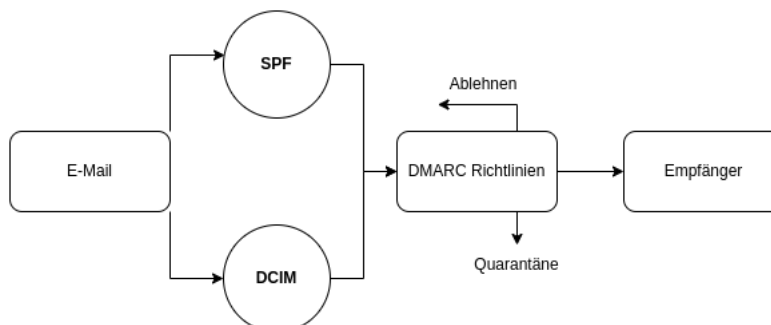 SPF
Ablehnen
E-Mail
DMARC Richtlinien
Empfänger
Quarantäne
DCIM